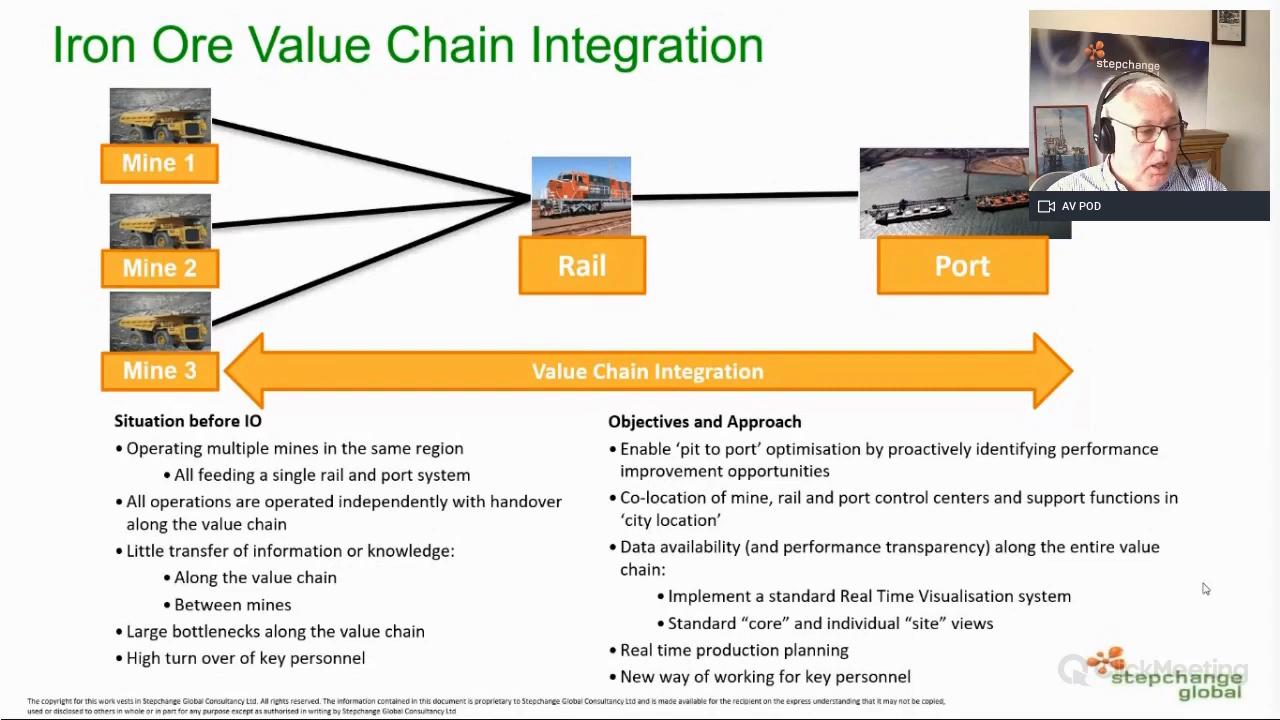 Iron Ore Value Chain Integration
stepchange
AV POD
Mine 1
Mine 2
Mine 3
Rail
Port
Value Chain Integration
Situation before IO
• Operating multiple mines in the same region
• All feeding a single rail and port system
• All operations are operated independently with handover
along the value chain
• Little transfer of information or knowledge:
• Along the value chain
• Between mines
• Large bottlenecks along the value chain
• High turn over of key personnel
Objectives and Approach
• Enable ‘pit to port’ optimisation by proactively identifying performance
improvement opportunities
• Co-location of mine, rail and port control centers and support functions in
‘city location’
• Data availability (and performance transparency) along the entire value
chain:
• Implement a standard Real Time Visualisation system
• Standard “core” and individual “site” views
• Real time production planning
• New way of working for key personnel
ClickMeeting
stepchange
global
The copyright for this work vests in Stepchange Global Consultancy Ltd. All rights reserved. The information contained in this document is proprietary to Stepchange Global Consultancy Ltd and is made available for the recipient on the express understanding that it may not be copied,
used or disclosed to others in whole or in part for any purpose except as authorised in writing by Stepchange Global Consultancy Ltd